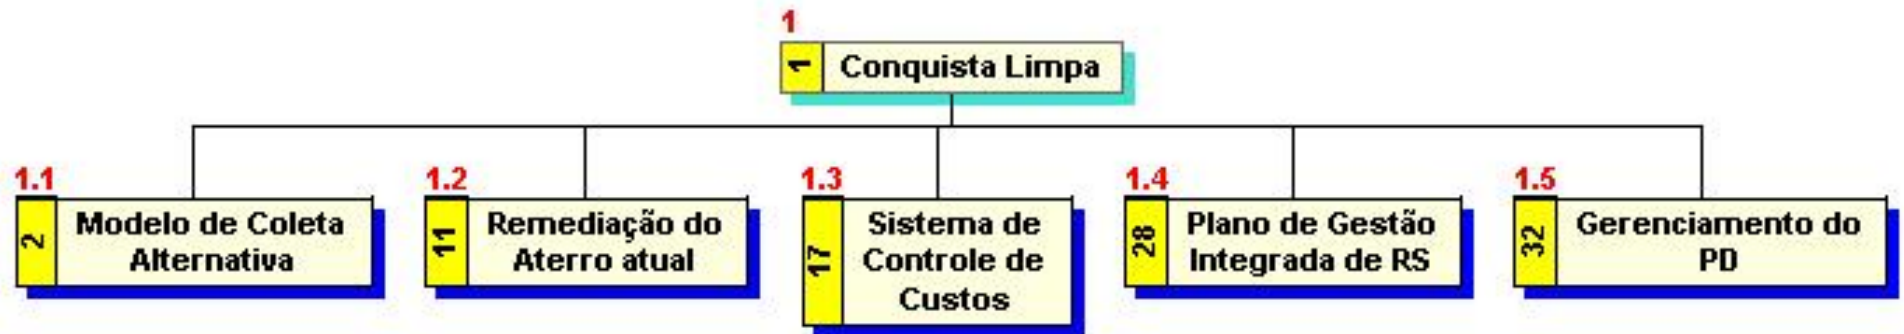 1
1 Conquista Limpa
1.1 1.2 1.3 1.4 1.5
2 Modelo de Coleta
Alternativa
11 Remediação do
Aterro atual
17 Sistema de
Controle de
Custos
28 Plano de Gestão
Integrada de RS
32 Gerenciamento do
PD